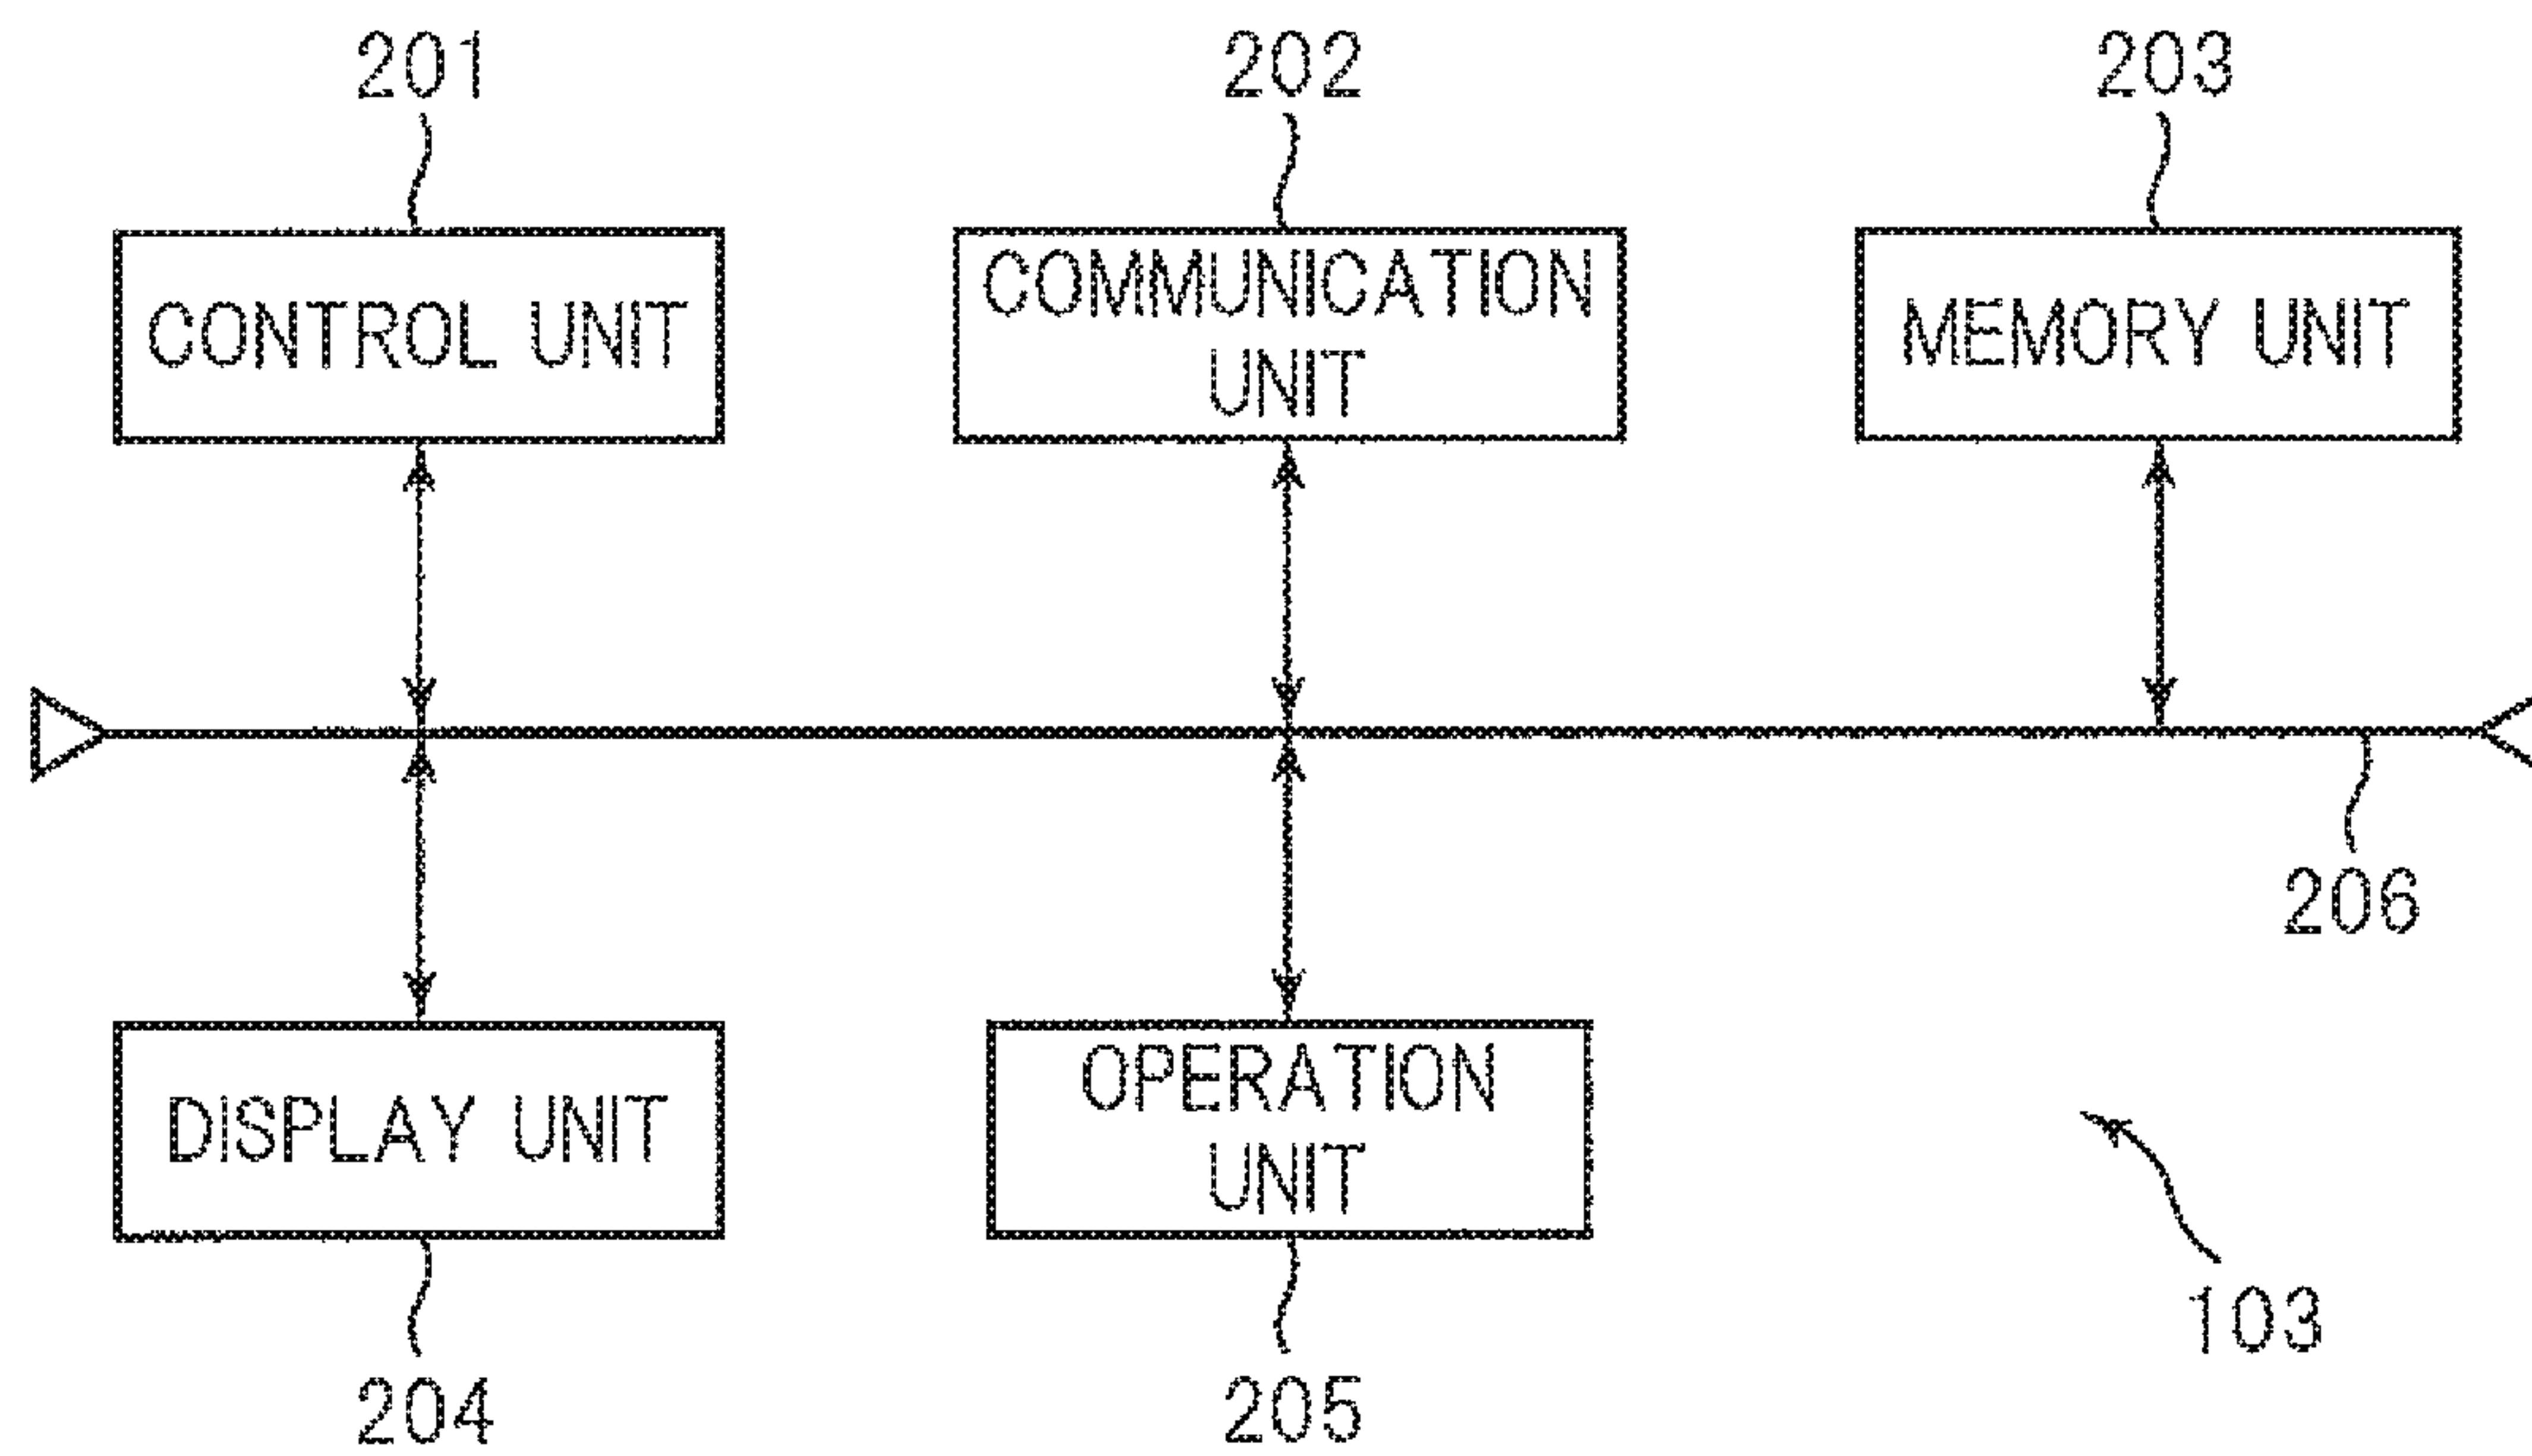 201
202
203
CONTROL UNIT
COMMUNICATION
UNIT
MEMORY UNIT
206
DISPLAY UNIT
OPERATION
UNIT
103
204
205